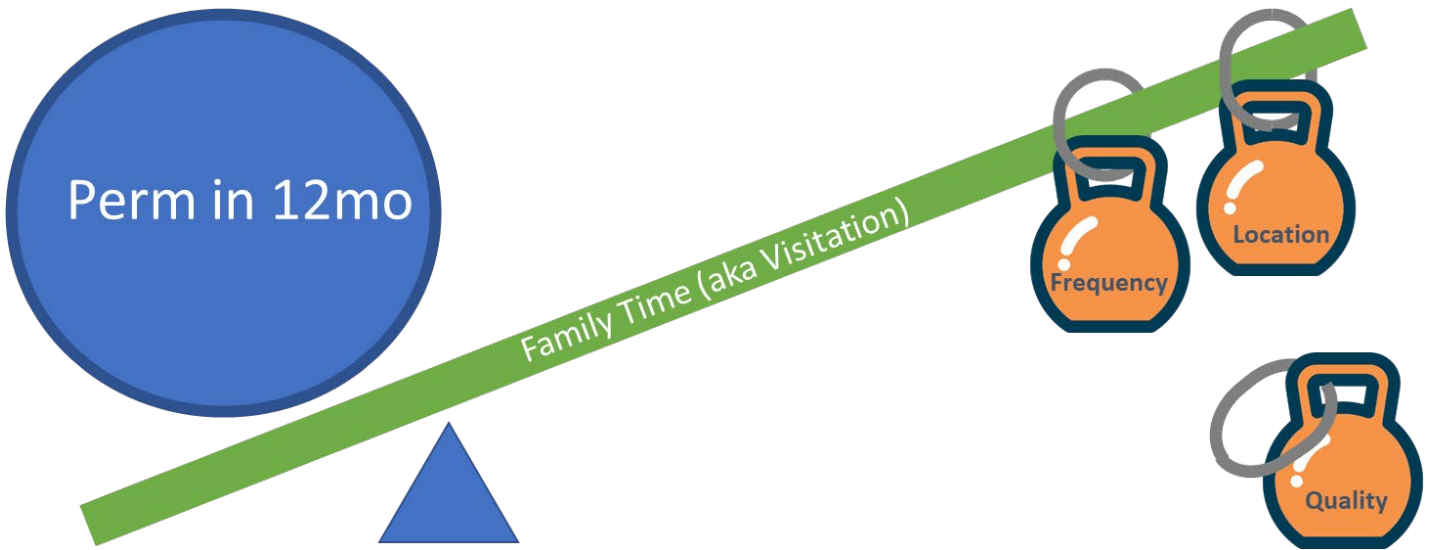 Perm in 12mo
Family Time (aka Visitation)
Frequency
Location
Quality